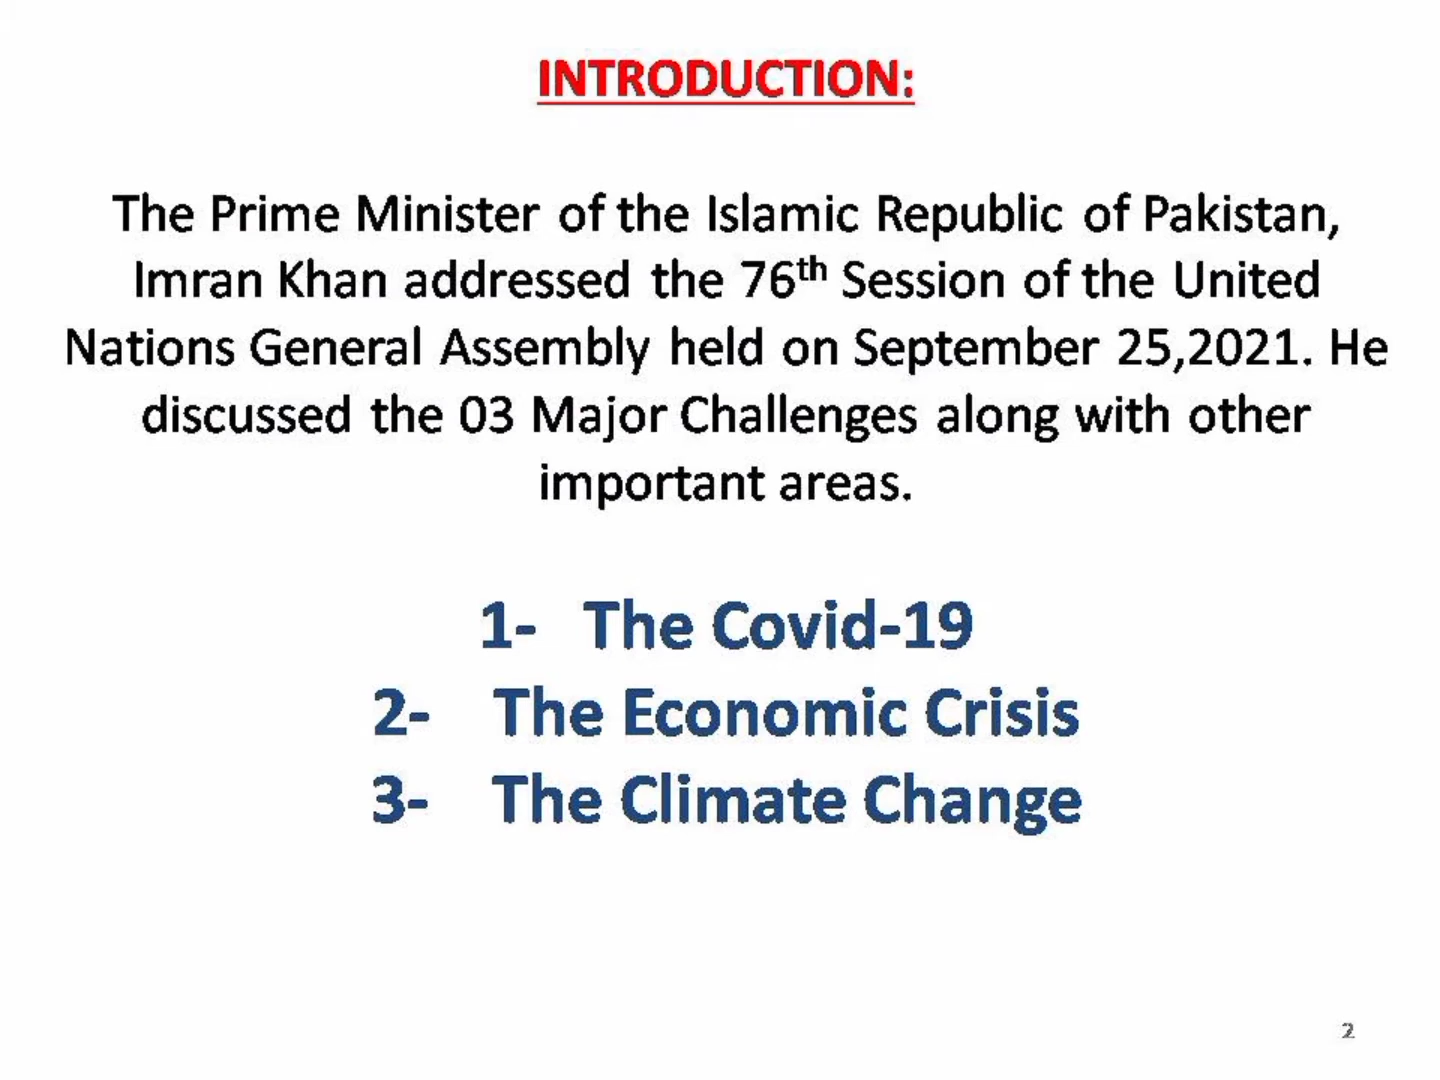 INTRODUCTION:
The Prime Minister of the Islamic Republic of Pakistan,
Imran Khan addressed the 76th Session of the United
Nations General Assembly held on September 25,2021. He
discussed the 03 Major Challenges along with other
important areas.
1- The Covid-19
2- The Economic Crisis
3- The Climate Change
2